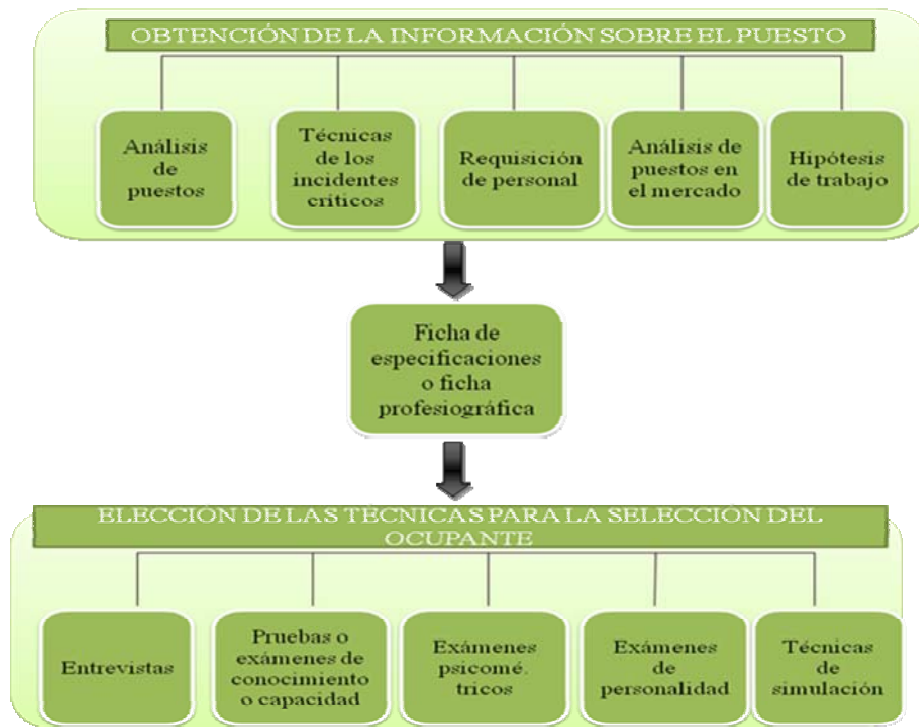 OBTENCIÓN DE LA INFORMACIÓN SOBRE EL PUESTO
Análisis
de
puestos
Técnicas
de los
incidentes
críticos
Requisición
de personal
Análisis de
puestos en
el mercado
Hipótesis
de trabajo
Ficha de
especificaciones
o ficha
profesiográfica
ELECCIÓN DE LAS TÉCNICAS PARA LA SELECCIÓN DEL
OCUPANTE
Entrevistas
Pruebas o
exámenes de
conocimiento
o capacidad
Exámenes
psicomé.
tricos
Exámenes
de
personalidad
Técnicas
de
simulación